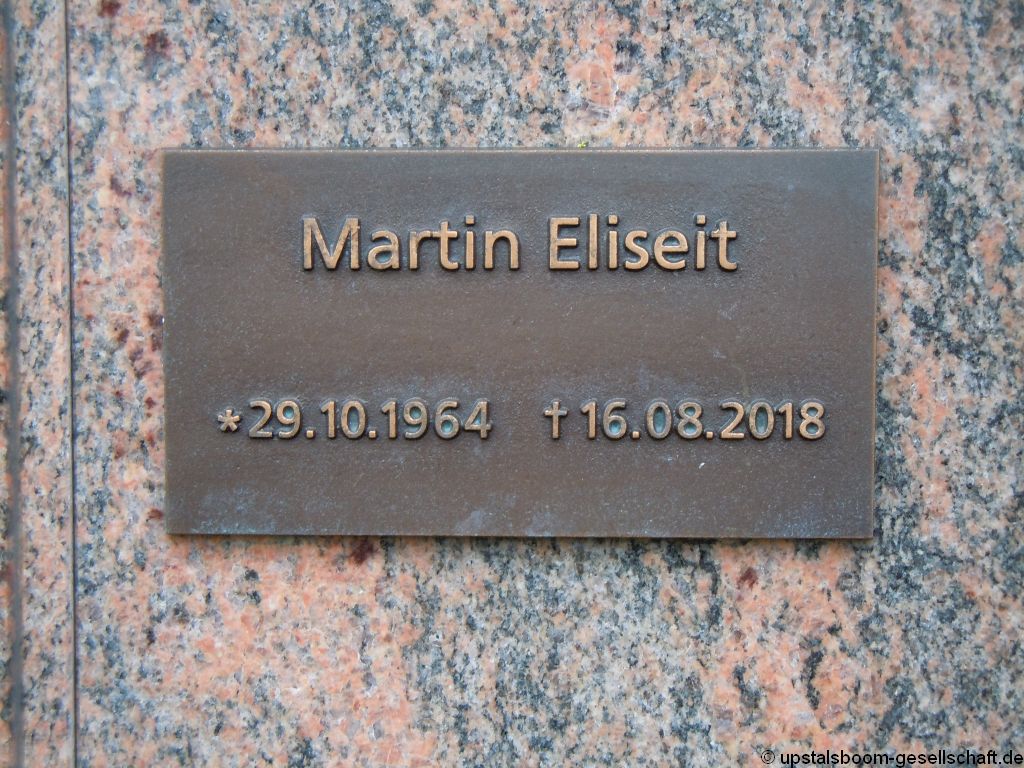 Martin Eliseit
*29.10.1964 †16.08.2018
© upstalsboom-gesellschaft.de